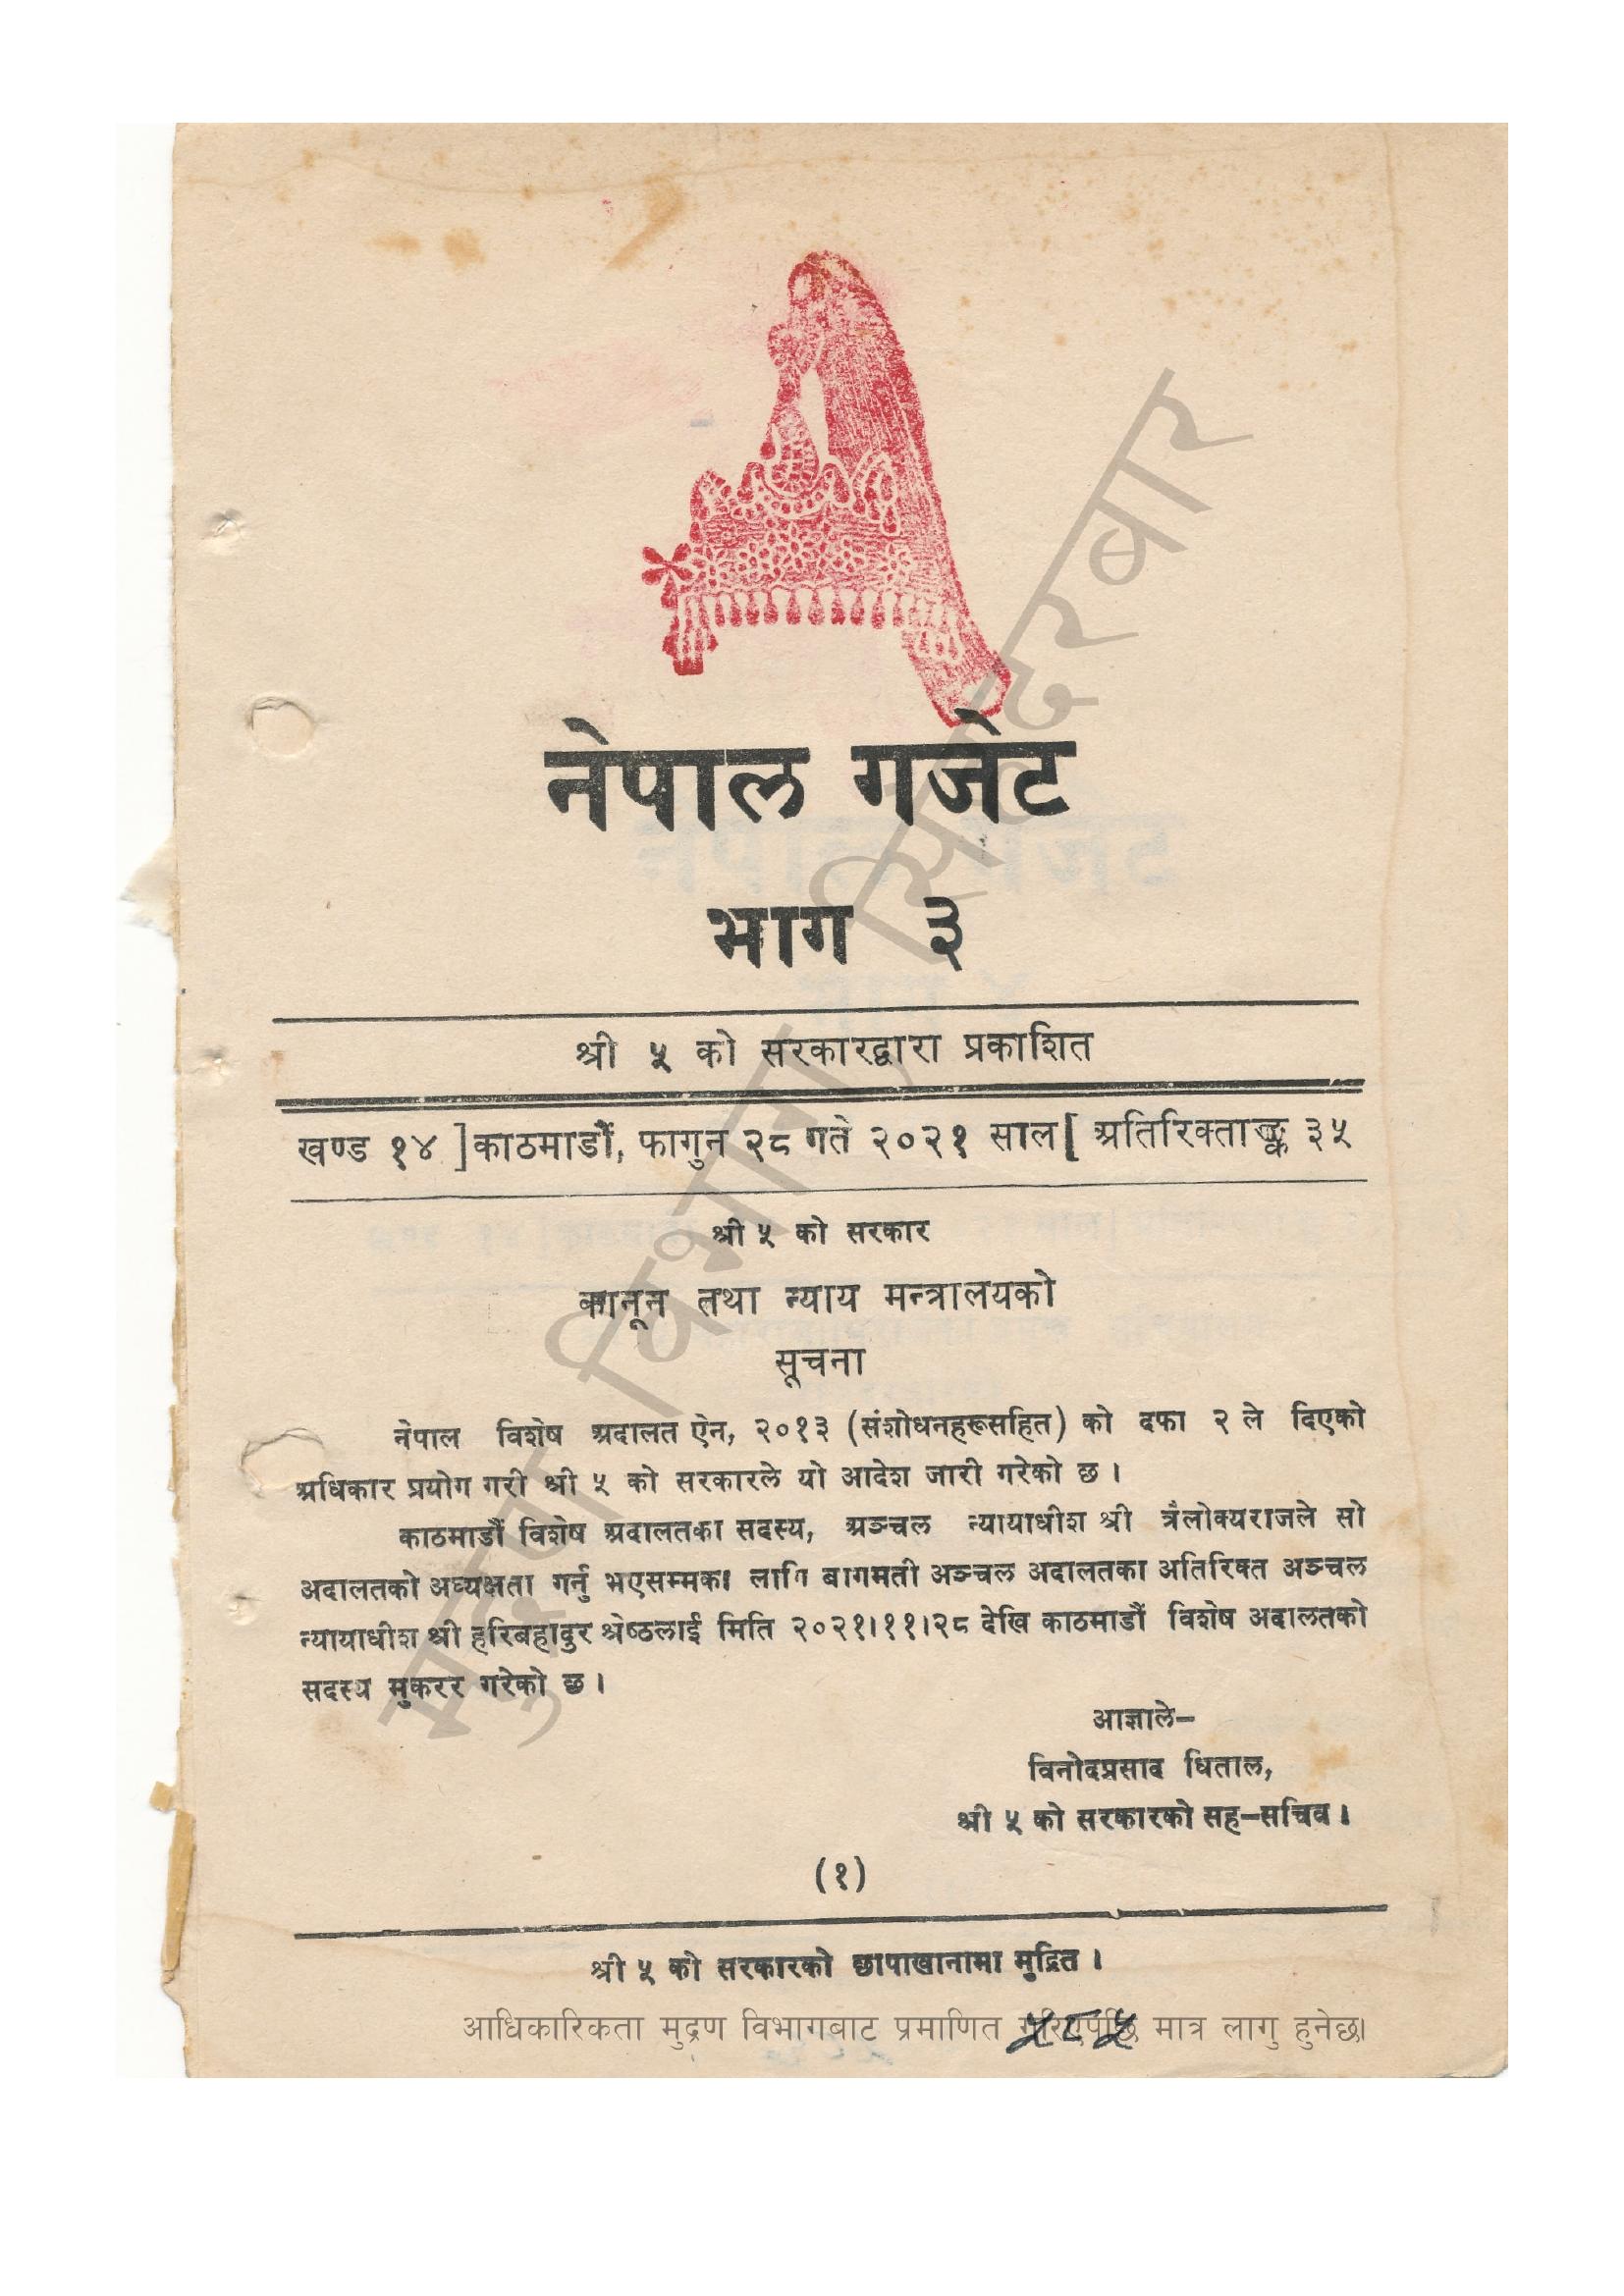 नेपाल गजेट
भाग ३
श्री ५ को सरकारद्वारा प्रकाशित
खण्ड १४ ] काठमाडौं, फागुन २८ गते २०२१ साल [ अतिरिक्ताङ्क ३५
श्री ५ को सरकार
कानून तथा न्याय मन्त्रालयको
सूचना
नेपाल विशेष अदालत ऐन, २०१३ (संशोधनहरूसहित) को दफा २ ले दिएको
अधिकार प्रयोग गरी श्री ५ को सरकारले यो आदेश जारी गरेको छ ।
काठमाडौं विशेष अदालतका सदस्य, अञ्चल न्यायाधीश श्री त्रैलोक्यराजले सो
अदालतको अध्यक्षता गर्नु भएसम्मका लागि बागमती अञ्चल अदालतका अतिरिक्त अञ्चल
न्यायाधीश श्री हरिबहादुर श्रेष्ठलाई मिति २०२१।११।२८ देखि काठमाडौं विशेष अदालतको
सदस्य मुकरर गरेको छ ।
आज्ञाले–
विनोदप्रसाद धिताल,
श्री ५ को सरकारको सह–सचिव ।
(१)
श्री ५ को सरकारको छापाखानामा मुद्रित ।
आधिकारिकता मुद्रण विभागबाट प्रमाणित गरिएपछि मात्र लागु हुनेछ।
५८५
मुद्रण विभाग, सिंहदरबार